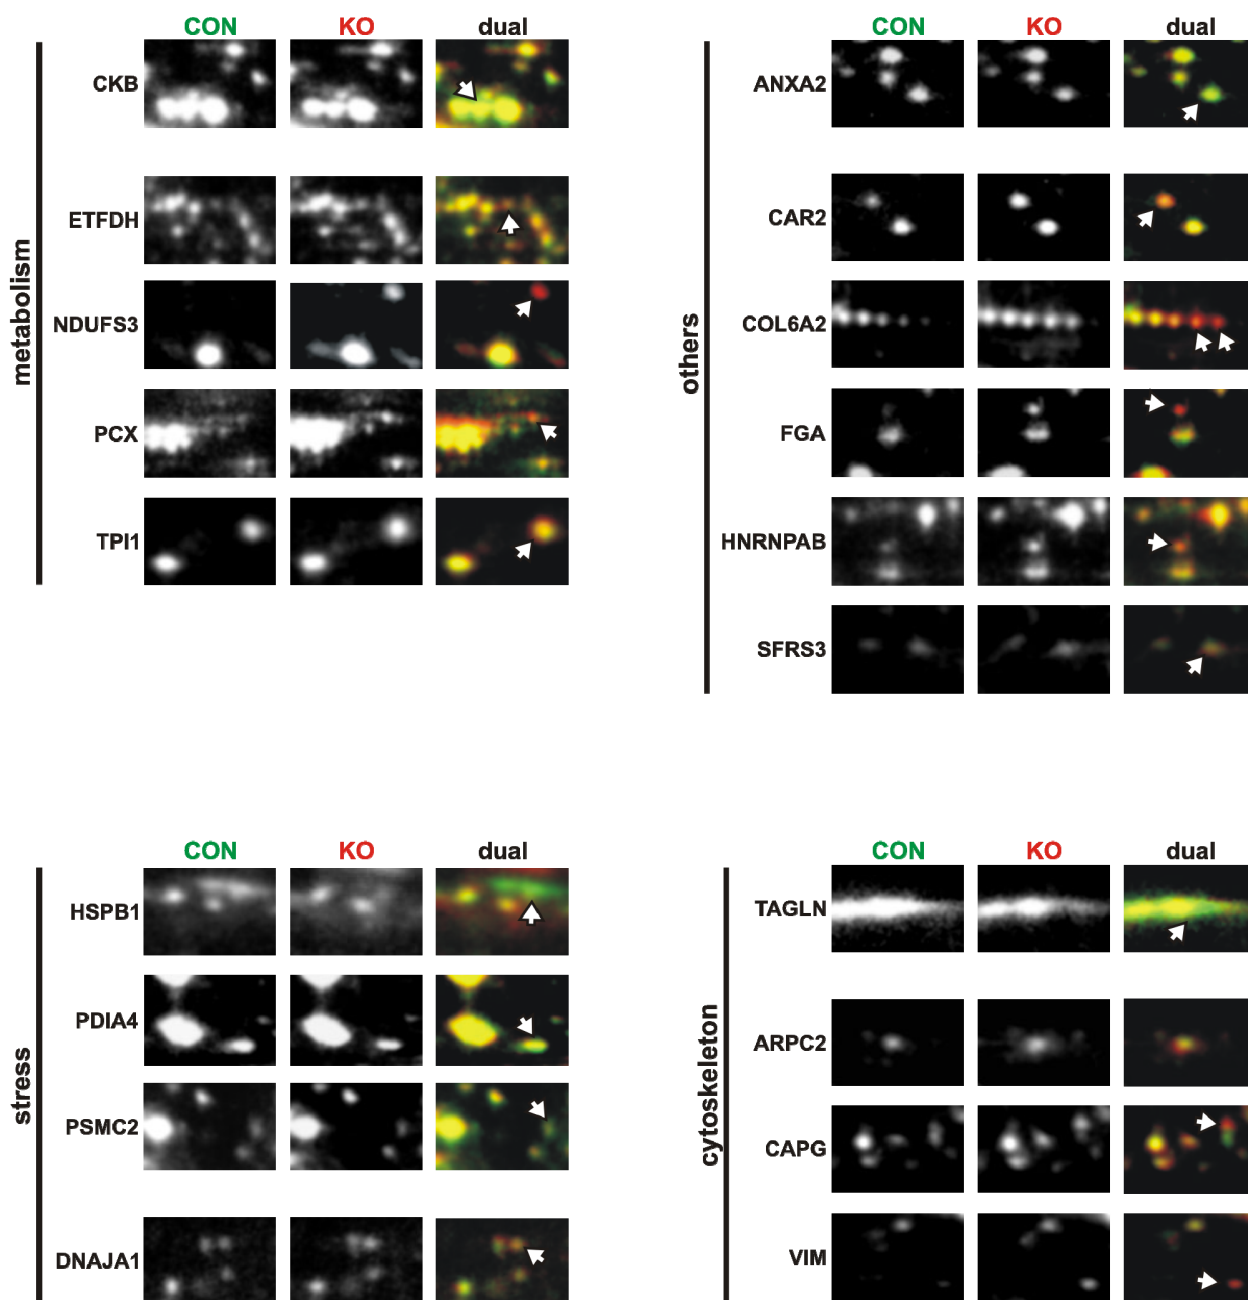 CON KO dual
CKB
ETFDH
NDUFS3
PCX
TPI1
metabolism
CON KO dual
ANXA2
CAR2
COL6A2
FGA
HNRNPAB
SFRS3
others
CON KO dual
HSPB1
PDIA4
PSMC2
DNAJA1
stress
CON KO dual
TAGLN
ARPC2
CAPG
VIM
cytoskeleton